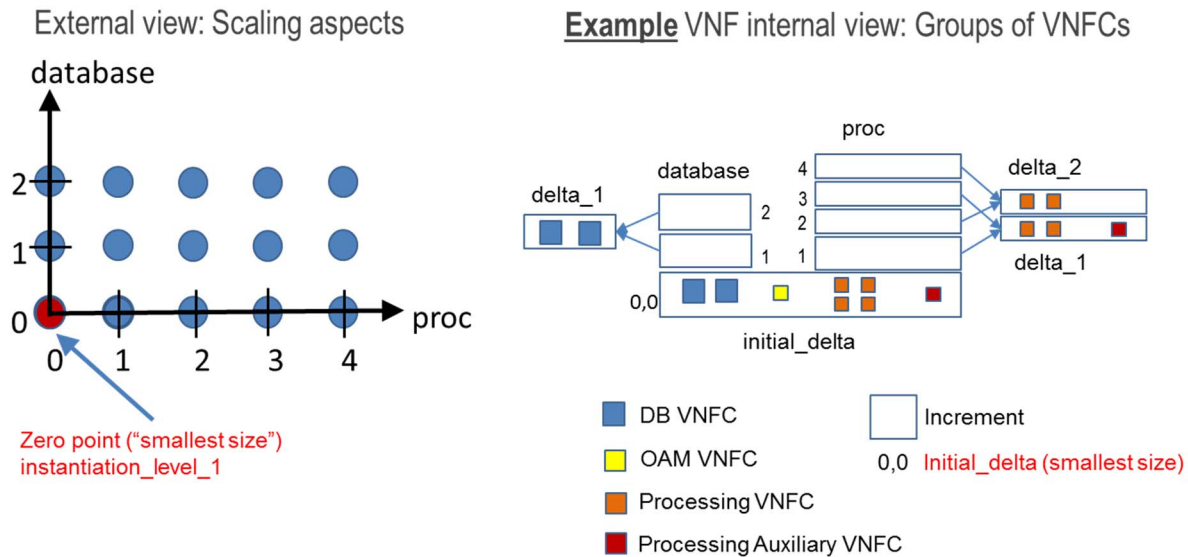 External view: Scaling aspects
Example VNF internal view: Groups of VNFCs
database
2
1
0
0
1
2
3
4
proc
Zero point (“smallest size”)
instantiation_level_1
proc
database
4
3
2
1
2
1
delta_1
delta_2
delta_1
0,0
initial_delta
DB VNFC
OAM VNFC
Processing VNFC
Processing Auxiliary VNFC
Increment
0,0 Initial_delta (smallest size)